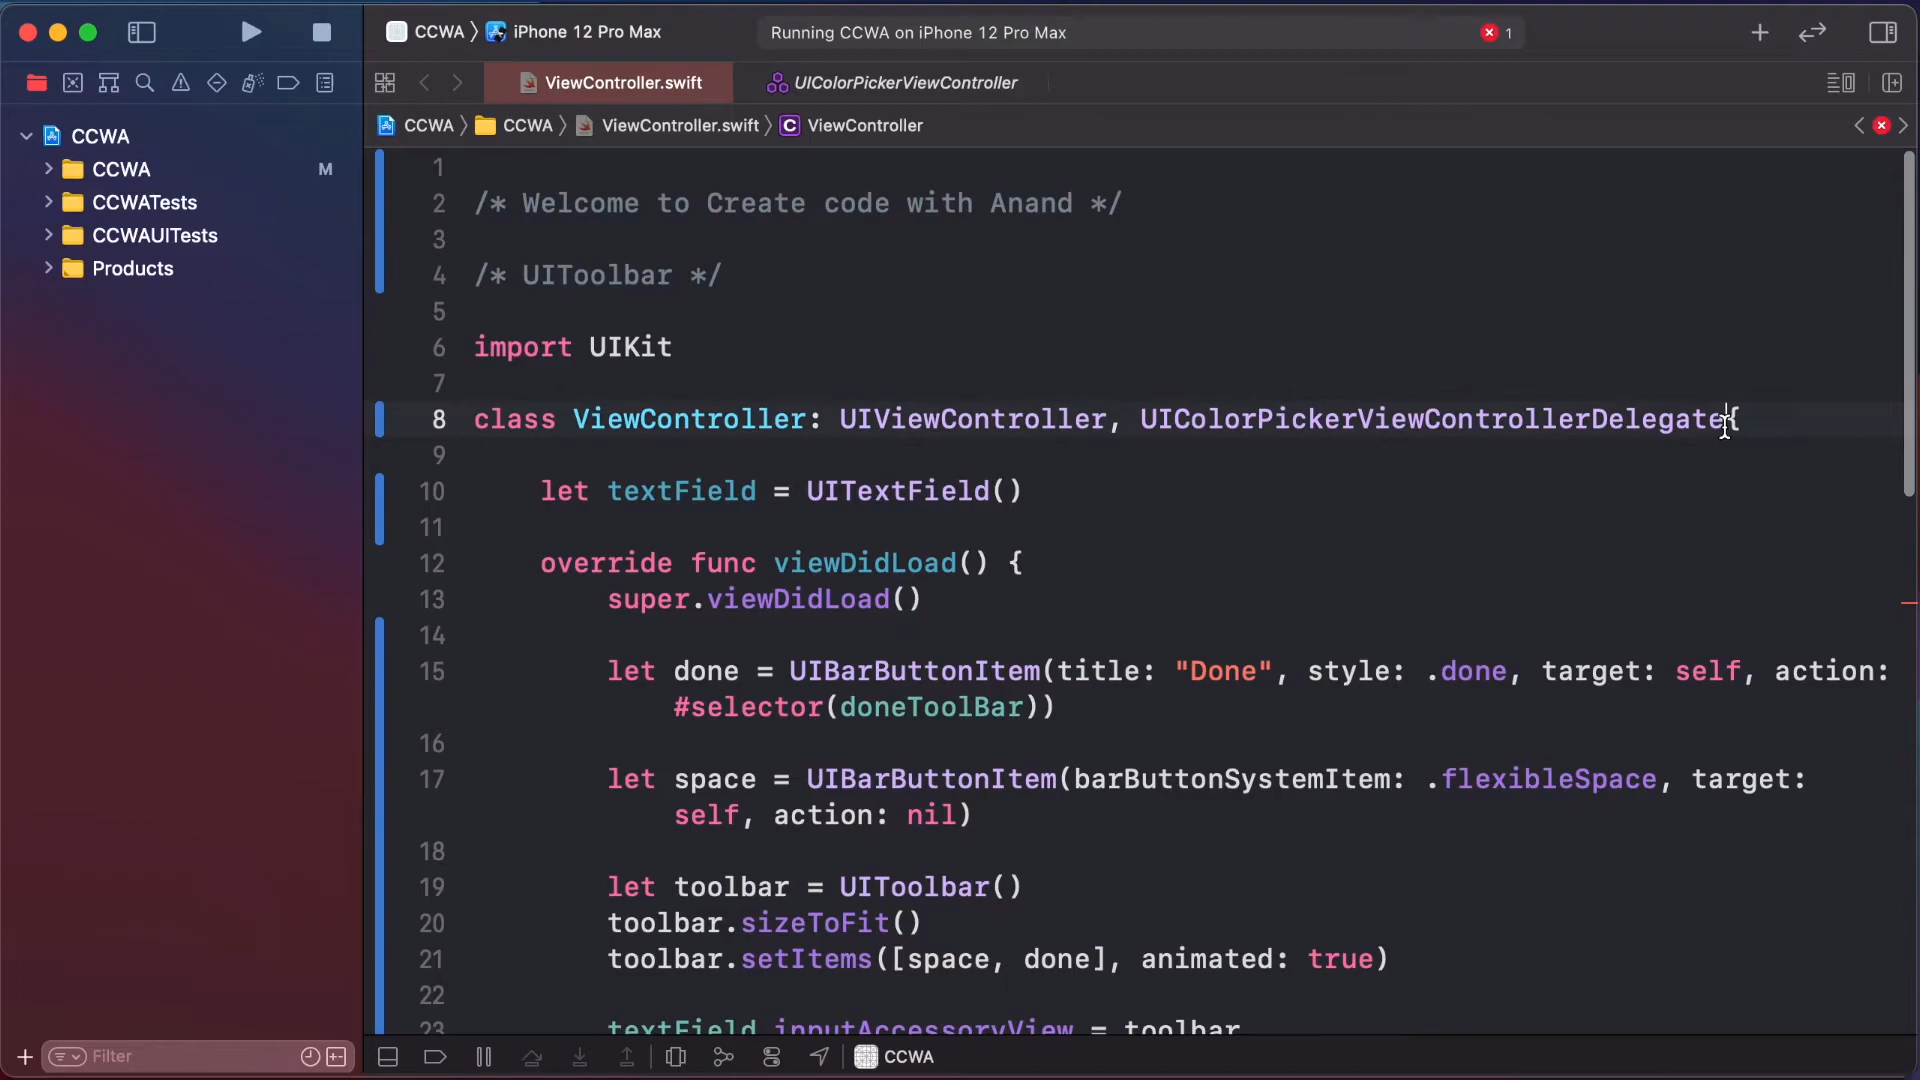 CCWA iPhone 12 Pro Max Running CCWA on iPhone 12 Pro Max 1
ViewController.swift UIColorPickerViewController
CCWA CCWA ViewController.swift C ViewController
CCWA
CCWA M
CCWATests
CCWAUITests
Products
1
2 /* Welcome to Create code with Anand */
3
4 /* UIToolbar */
5
6 import UIKit
7
8 class ViewController: UIViewController, UIColorPickerViewControllerDelegate{
9
10 let textField = UITextField()
11
12 override func viewDidLoad() {
13 super.viewDidLoad()
14
15 let done = UIBarButtonItem(title: "Done", style: .done, target: self, action:
#selector(doneToolBar))
16
17 let space = UIBarButtonItem(barButtonSystemItem: .flexibleSpace, target:
self, action: nil)
18
19 let toolbar = UIToolbar()
20 toolbar.sizeToFit()
21 toolbar.setItems([space, done], animated: true)
22
23 textField.inputAccessoryView = toolbar
Filter CCWA